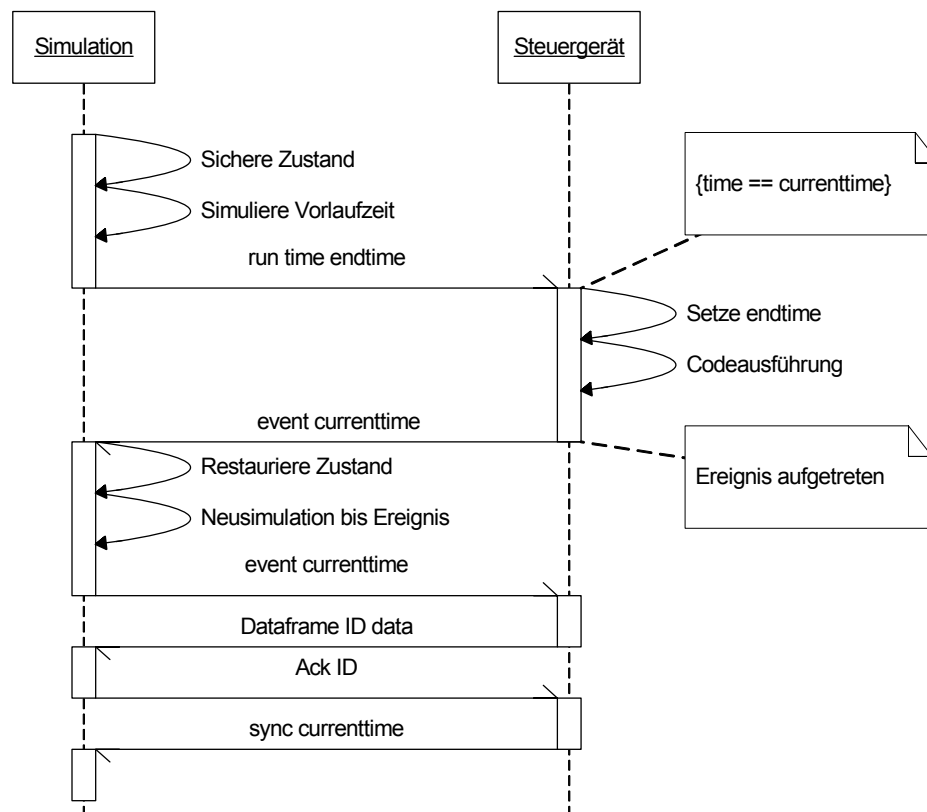 Simulation
Steuergerät
Sichere Zustand
{time == currenttime}
Simuliere Vorlaufzeit
run time endtime
Setze endtime
Codeausführung
event currenttime
Restauriere Zustand
Ereignis aufgetreten
Neusimulation bis Ereignis
event currenttime
Dataframe ID data
Ack ID
sync currenttime